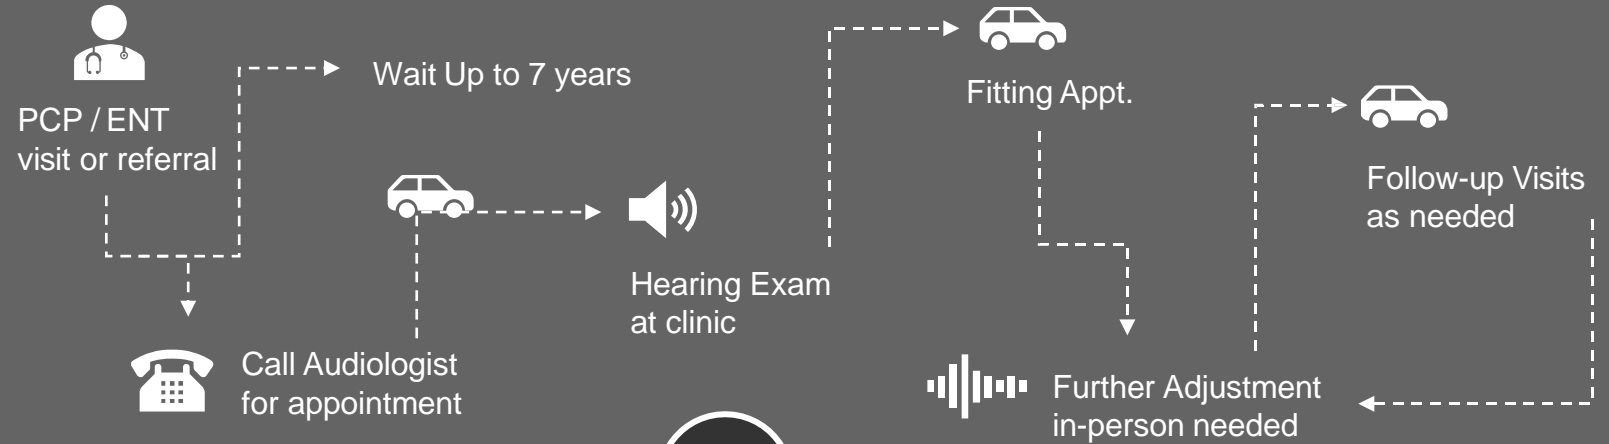 PCP / ENT
visit or referral
Wait Up to 7 years
Call Audiologist
for appointment
Hearing Exam
at clinic
Fitting Appt.
Further Adjustment
in-person needed
Follow-up Visits
as needed